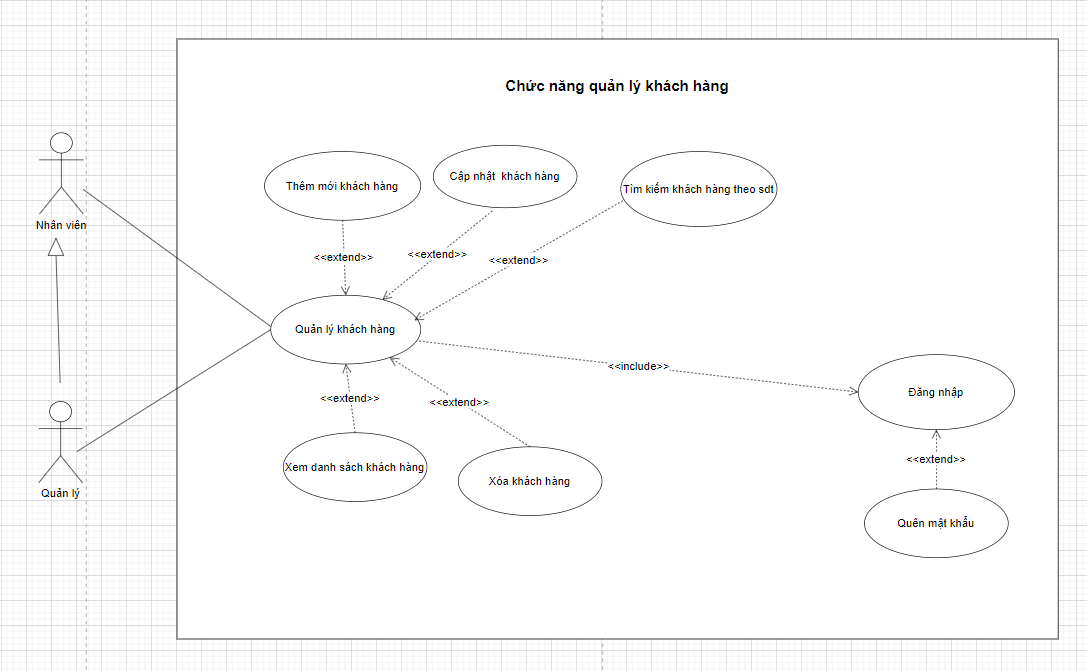 Chức năng quản lý khách hàng
Thêm mới khách hàng
Cập nhật khách hàng
Tìm kiếm khách hàng theo sdt
Nhân viên
<<extend>>
<<extend>>
<<extend>>
Quản lý khách hàng
<<include>>
Đăng nhập
<<extend>>
<<extend>>
<<extend>>
Xem danh sách khách hàng
Xóa khách hàng
Quản lý
Quên mật khẩu